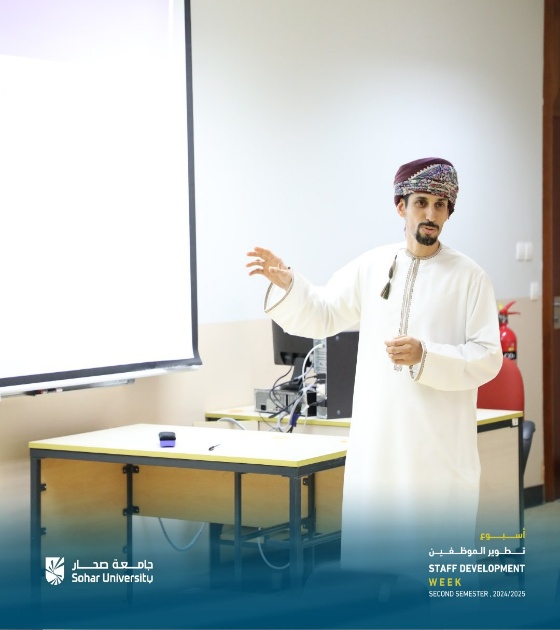 جامعة صحار
Sohar University
أسبوع
تطوير الموظفين
STAFF DEVELOPMENT
WEEK
SECOND SEMESTER , 2024/2025